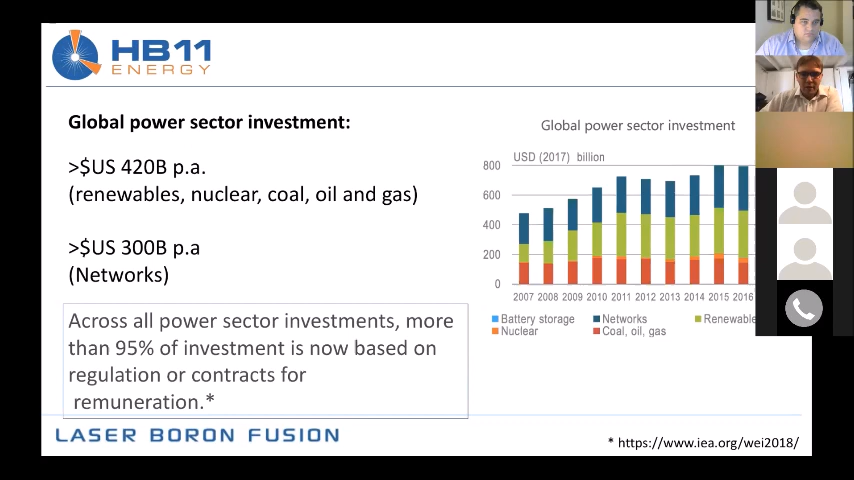 HB11
ENERGY
Global power sector investment:
>$US 420B p.a.
(renewables, nuclear, coal, oil and gas)
>$US 300B p.a
(Networks)
Across all power sector investments, more
than 95% of investment is now based on
regulation or contracts for
remuneration.*
Global power sector investment
USD (2017) billion
800
600
400
200
0
2007 2008 2009 2010 2011 2012 2013 2014 2015 2016
Battery storage Networks Renewable
Nuclear Coal, oil, gas
LASER BORON FUSION
* https://www.iea.org/wei2018/